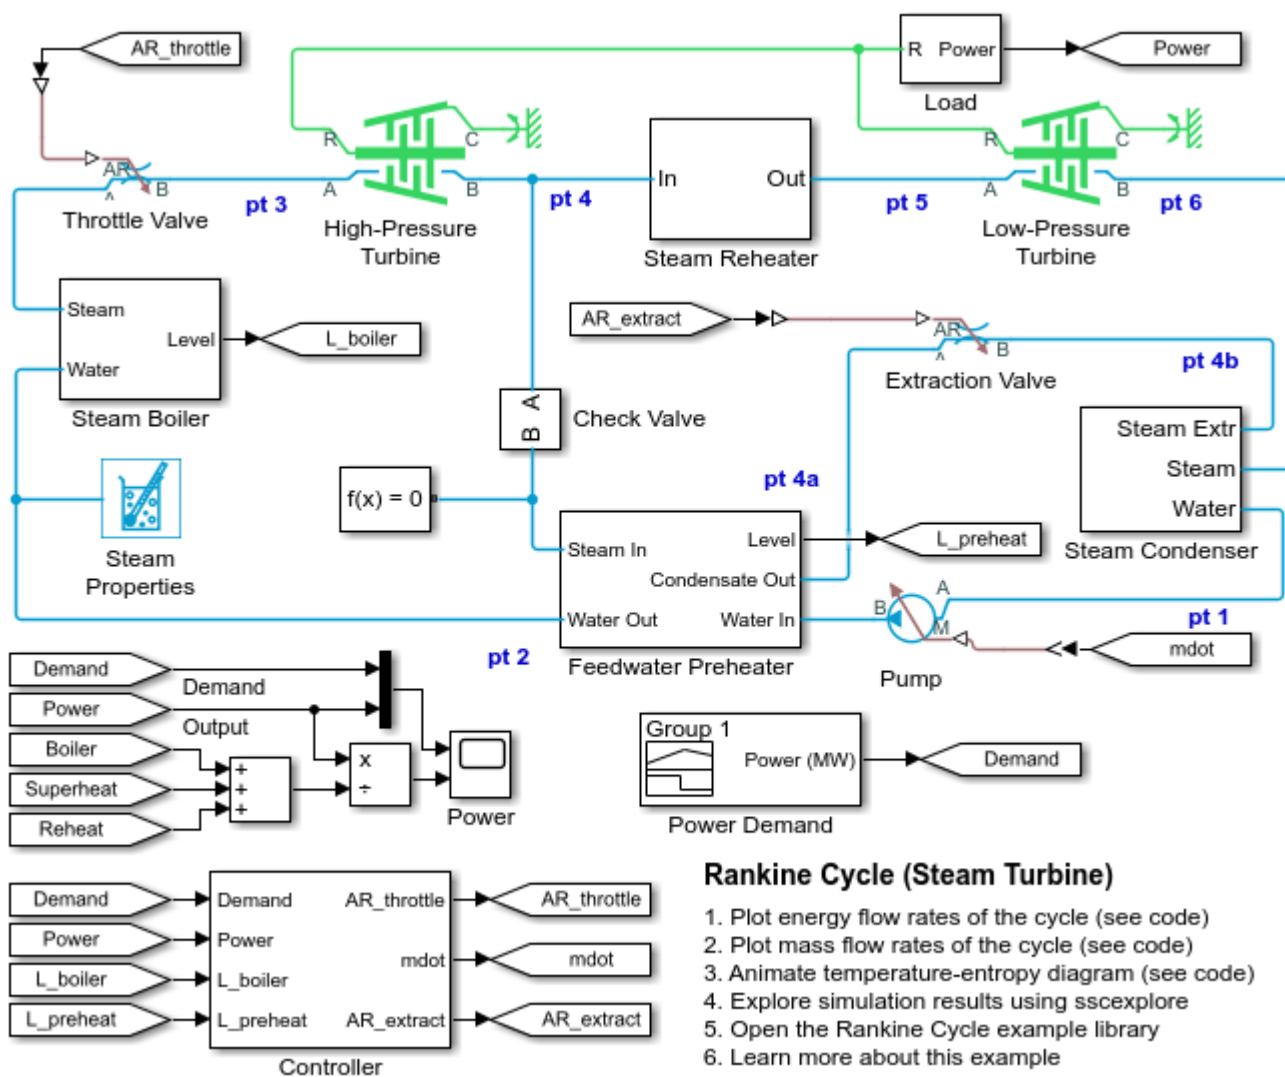 AR_throttle
R Power
Power
Load
R
C
R
C
AR
A
B
A
B
A
B
pt 3
pt 4
In
Out
pt 5
pt 6
Throttle Valve
High-Pressure
Turbine
Steam Reheater
Low-Pressure
Turbine
Steam
Level
Water
L_boiler
Steam Boiler
AR_extract
AR
A
B
Extraction Valve
pt 4b
A
B
Check Valve
Steam Extr
Steam
Water
Steam Condenser
f(x) = 0
pt 4a
Steam
Properties
Steam In
Level
Condensate Out
Water Out
Water In
L_preheat
Feedwater Preheater
B
A
M
Pump
pt 1
mdot
pt 2
Demand
Demand
Power
Output
Boiler
Superheat
Reheat
+
+
+
x
÷
Power
Group 1
Power (MW)
Demand
Power Demand
Demand
Power
L_boiler
L_preheat
Demand
Power
L_boiler
L_preheat
AR_throttle
mdot
AR_extract
AR_throttle
mdot
AR_extract
Controller
Rankine Cycle (Steam Turbine)
1. Plot energy flow rates of the cycle (see code)
2. Plot mass flow rates of the cycle (see code)
3. Animate temperature-entropy diagram (see code)
4. Explore simulation results using sscexplore
5. Open the Rankine Cycle example library
6. Learn more about this example